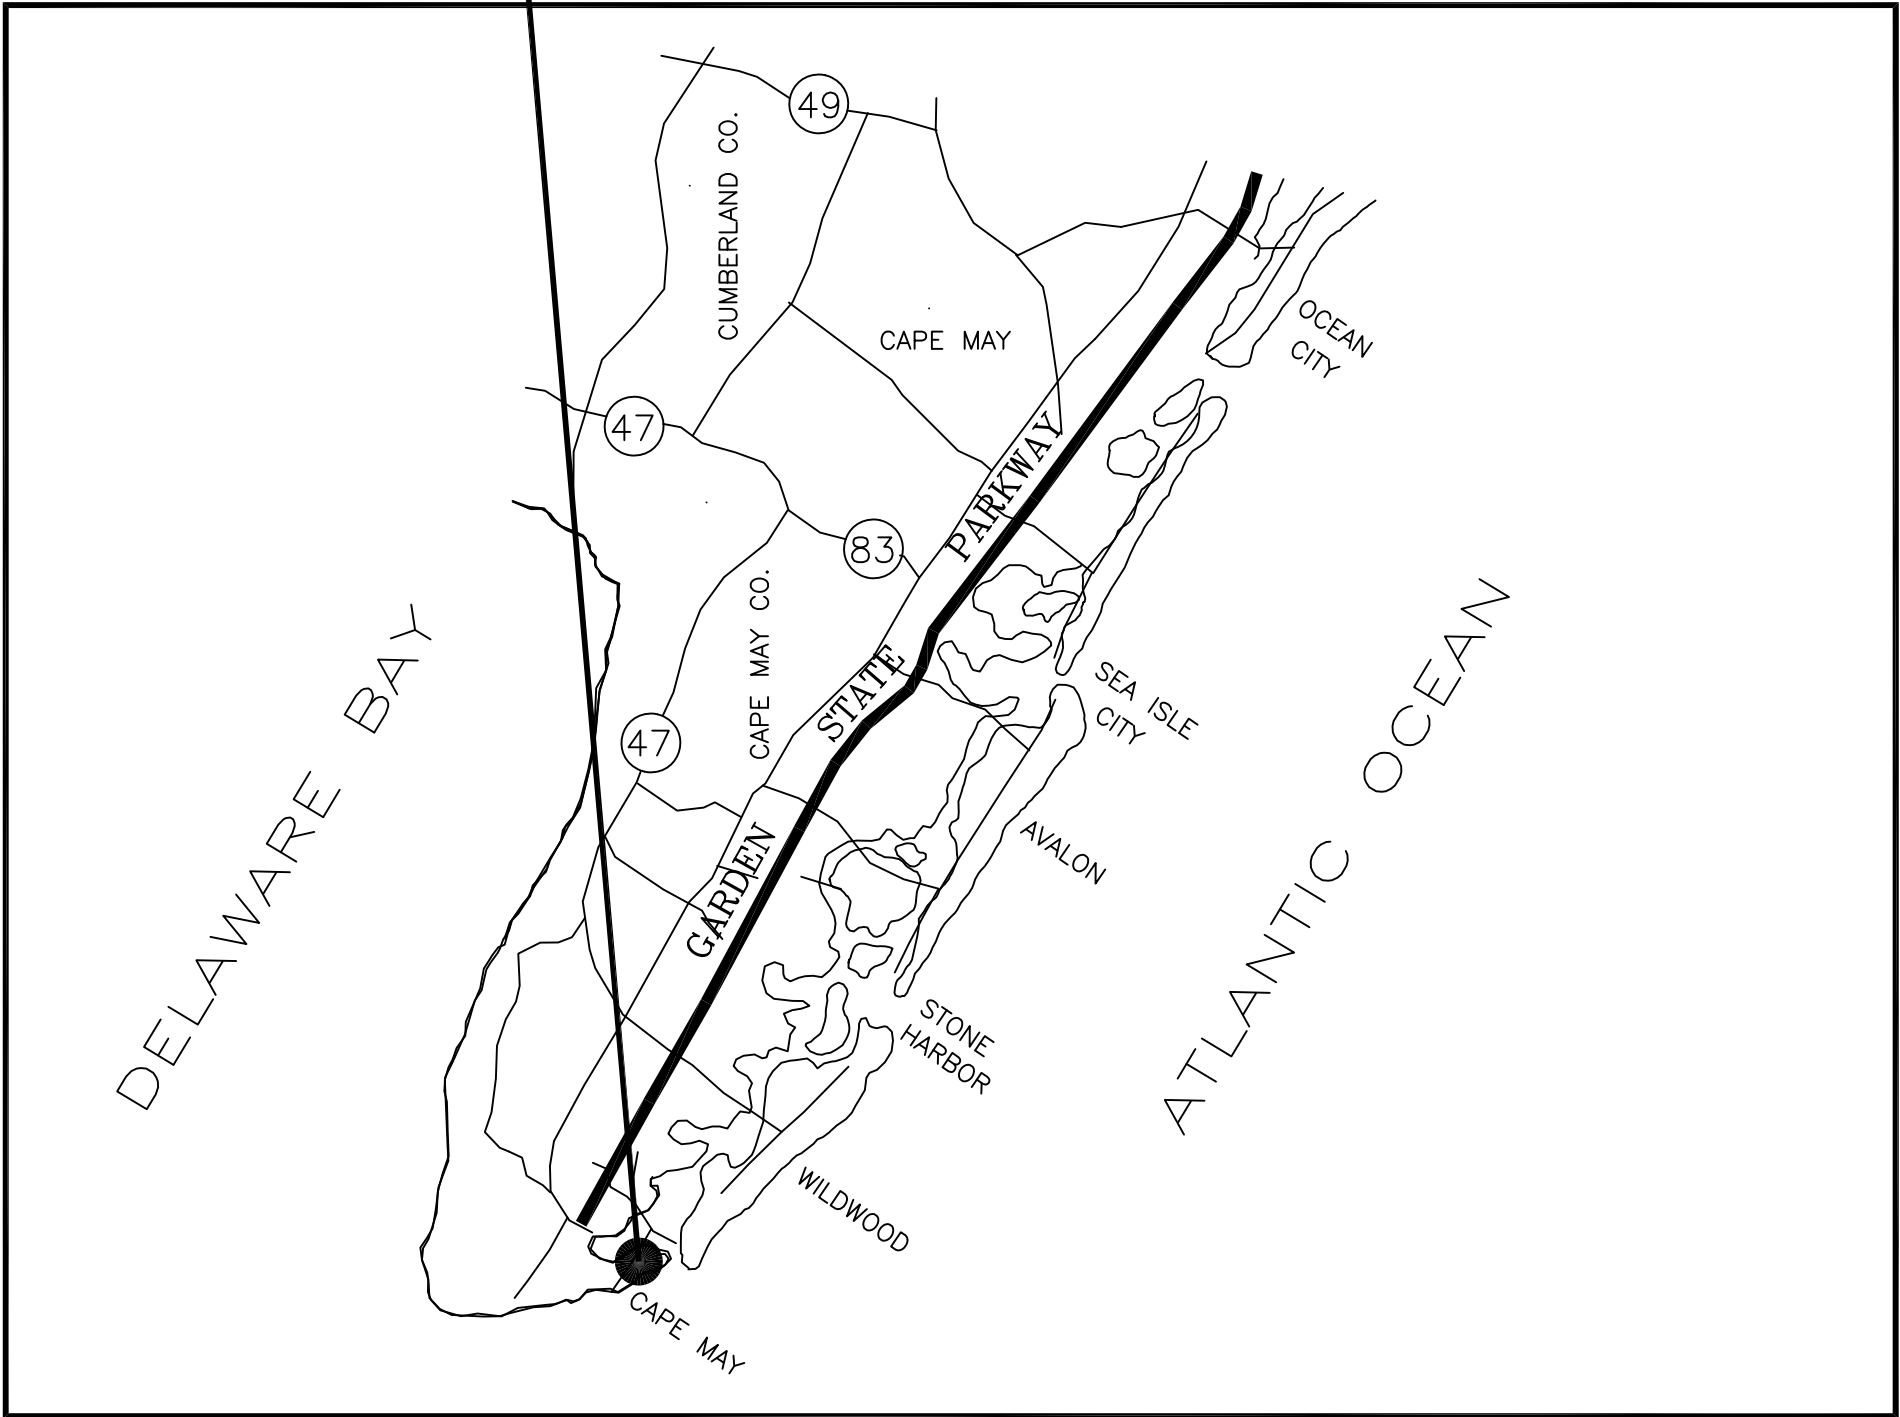 49
CUMBERLAND CO.
CAPE MAY
OCEAN
CITY
47
PARKWAY
83
CAPE MAY CO.
STATE
SEA ISLE
CITY
47
DELAWARE BAY
ATLANTIC OCEAN
GARDEN
AVALON
STONE
HARBOR
WILDWOOD
CAPE MAY